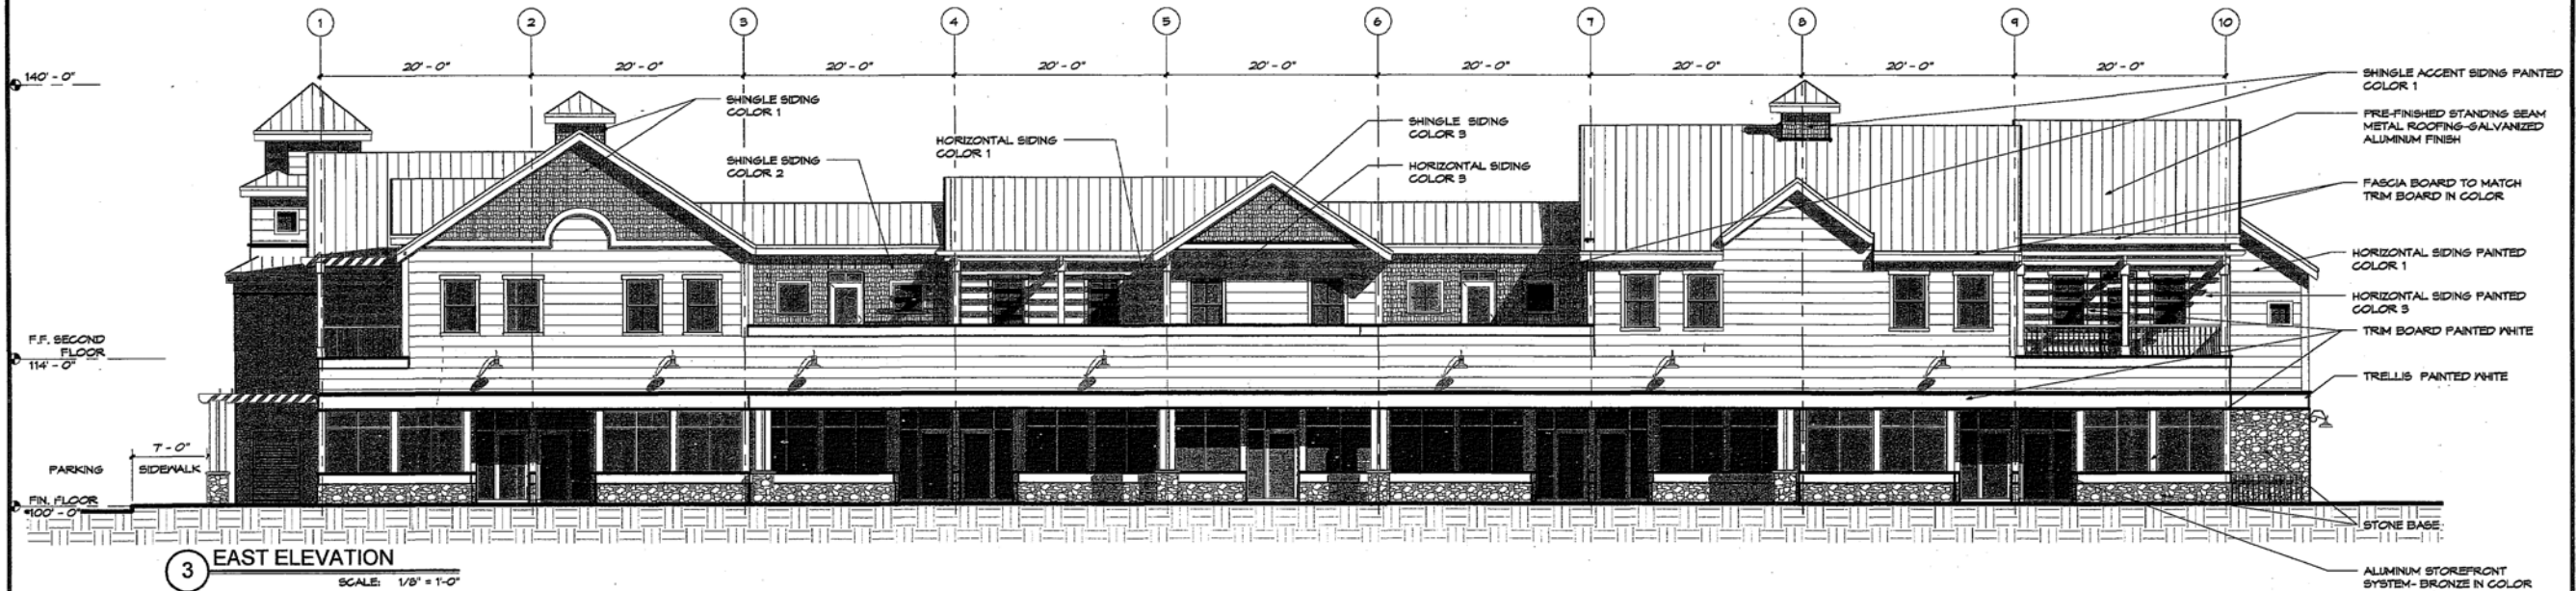 1 2 3 4 5 6 7 8 9 10
20'-0" 20'-0" 20'-0" 20'-0" 20'-0" 20'-0" 20'-0" 20'-0" 20'-0"
140'-0"
SHINGLE SIDING
COLOR 1
SHINGLE SIDING
COLOR 2
HORIZONTAL SIDING
COLOR 1
SHINGLE SIDING
COLOR 3
HORIZONTAL SIDING
COLOR 3
SHINGLE ACCENT SIDING PAINTED
COLOR 1
PRE-FINISHED STANDING SEAM
METAL ROOFING-GALVANIZED
ALUMINUM FINISH
FASCIA BOARD TO MATCH
TRIM BOARD IN COLOR
HORIZONTAL SIDING PAINTED
COLOR 1
HORIZONTAL SIDING PAINTED
COLOR 3
TRIM BOARD PAINTED WHITE
TRELLIS PAINTED WHITE
STONE BASE
ALUMINUM STOREFRONT
SYSTEM- BRONZE IN COLOR
F.F. SECOND
FLOOR
114'-0"
7'-0"
PARKING
SIDEWALK
FIN. FLOOR
100'-0"
3 EAST ELEVATION
SCALE: 1/8" = 1'-0"